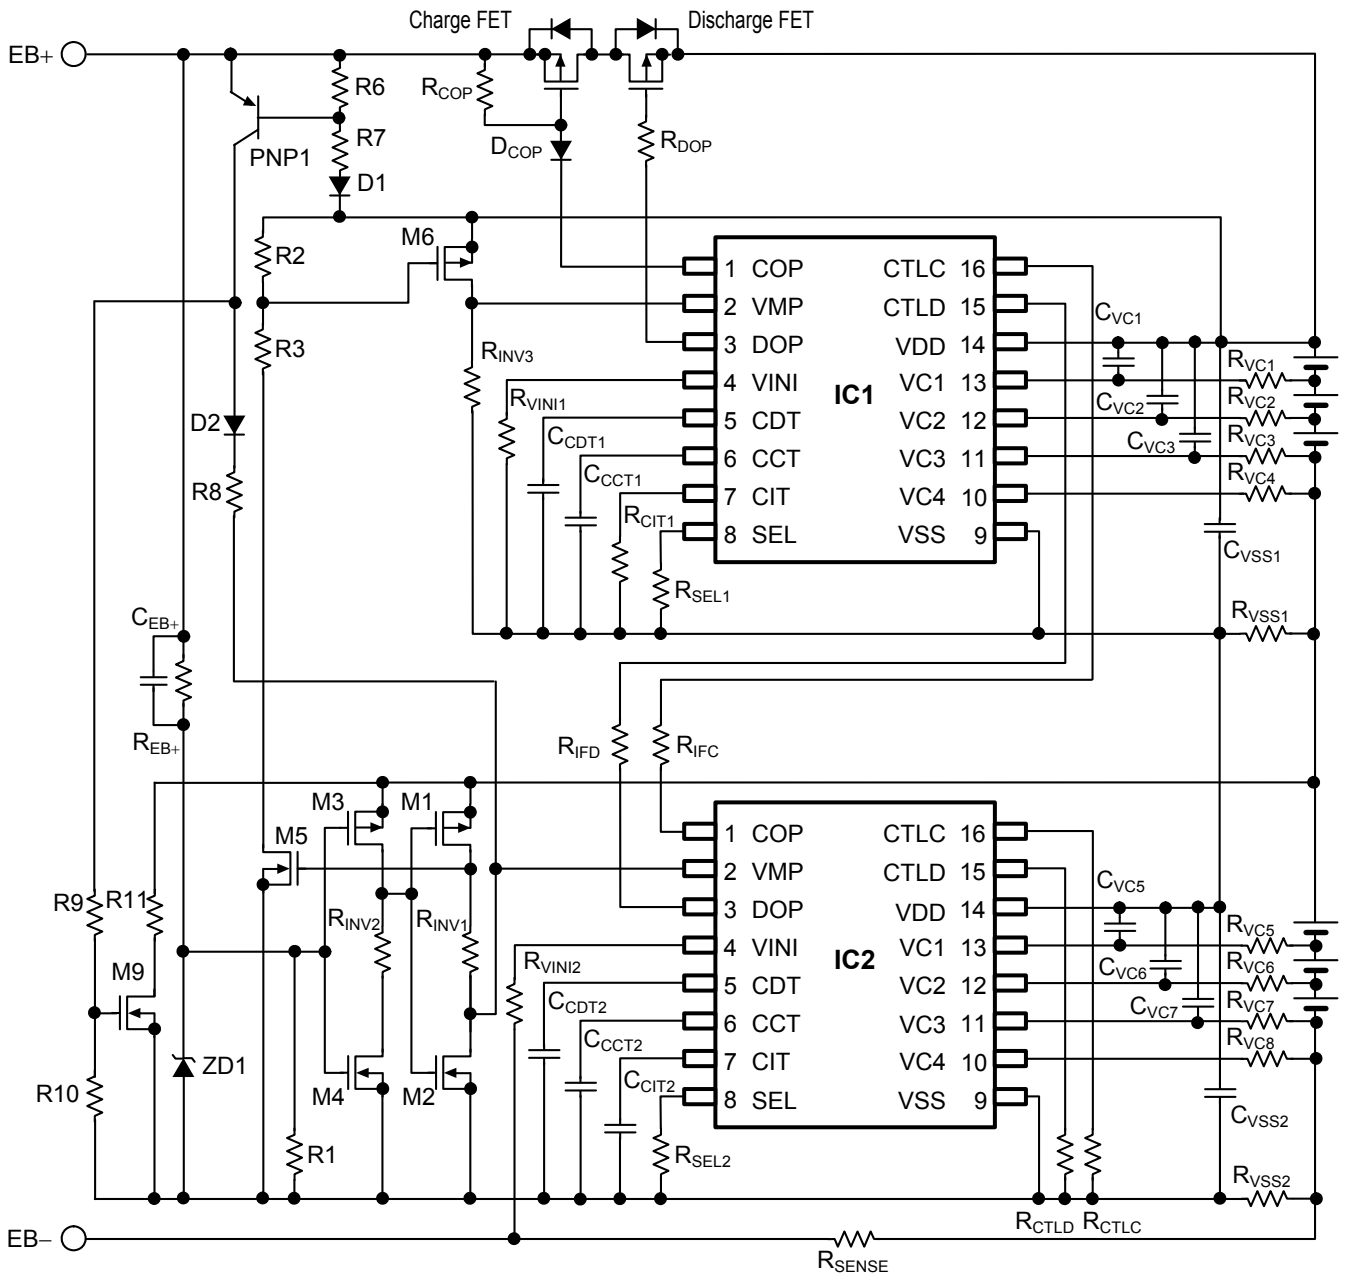 Charge FET
Discharge FET
EB+
R6
RCOP
R7
PNP1
DCOP
RDOP
D1
M6
R2
R3
RINV3
1 COP
2 VMP
3 DOP
4 VINI
5 CDT
6 CCT
7 CIT
8 SEL
IC1
CTLC 16
CTLD 15
VDD 14
VC1 13
VC2 12
VC3 11
VC4 10
VSS 9
CVC1
CVC2
CVC3
RVC1
RVC2
RVC3
RVC4
CVSS1
RVSS1
RVINI1
CCDT1
CCCT1
RCIT1
RSEL1
D2
R8
CEB+
REB+
RIFD
RIFC
M3
M1
M5
R9
R11
RINV2
RINV1
M9
ZD1
R10
M4
M2
R1
RVINI2
CCDT2
CCCT2
CCIT2
RSEL2
1 COP
2 VMP
3 DOP
4 VINI
5 CDT
6 CCT
7 CIT
8 SEL
IC2
CTLC 16
CTLD 15
VDD 14
VC1 13
VC2 12
VC3 11
VC4 10
VSS 9
CVC5
CVC6
CVC7
RVC5
RVC6
RVC7
RVC8
CVSS2
RVSS2
RCTLD
RCTLC
EB−
RSENSE